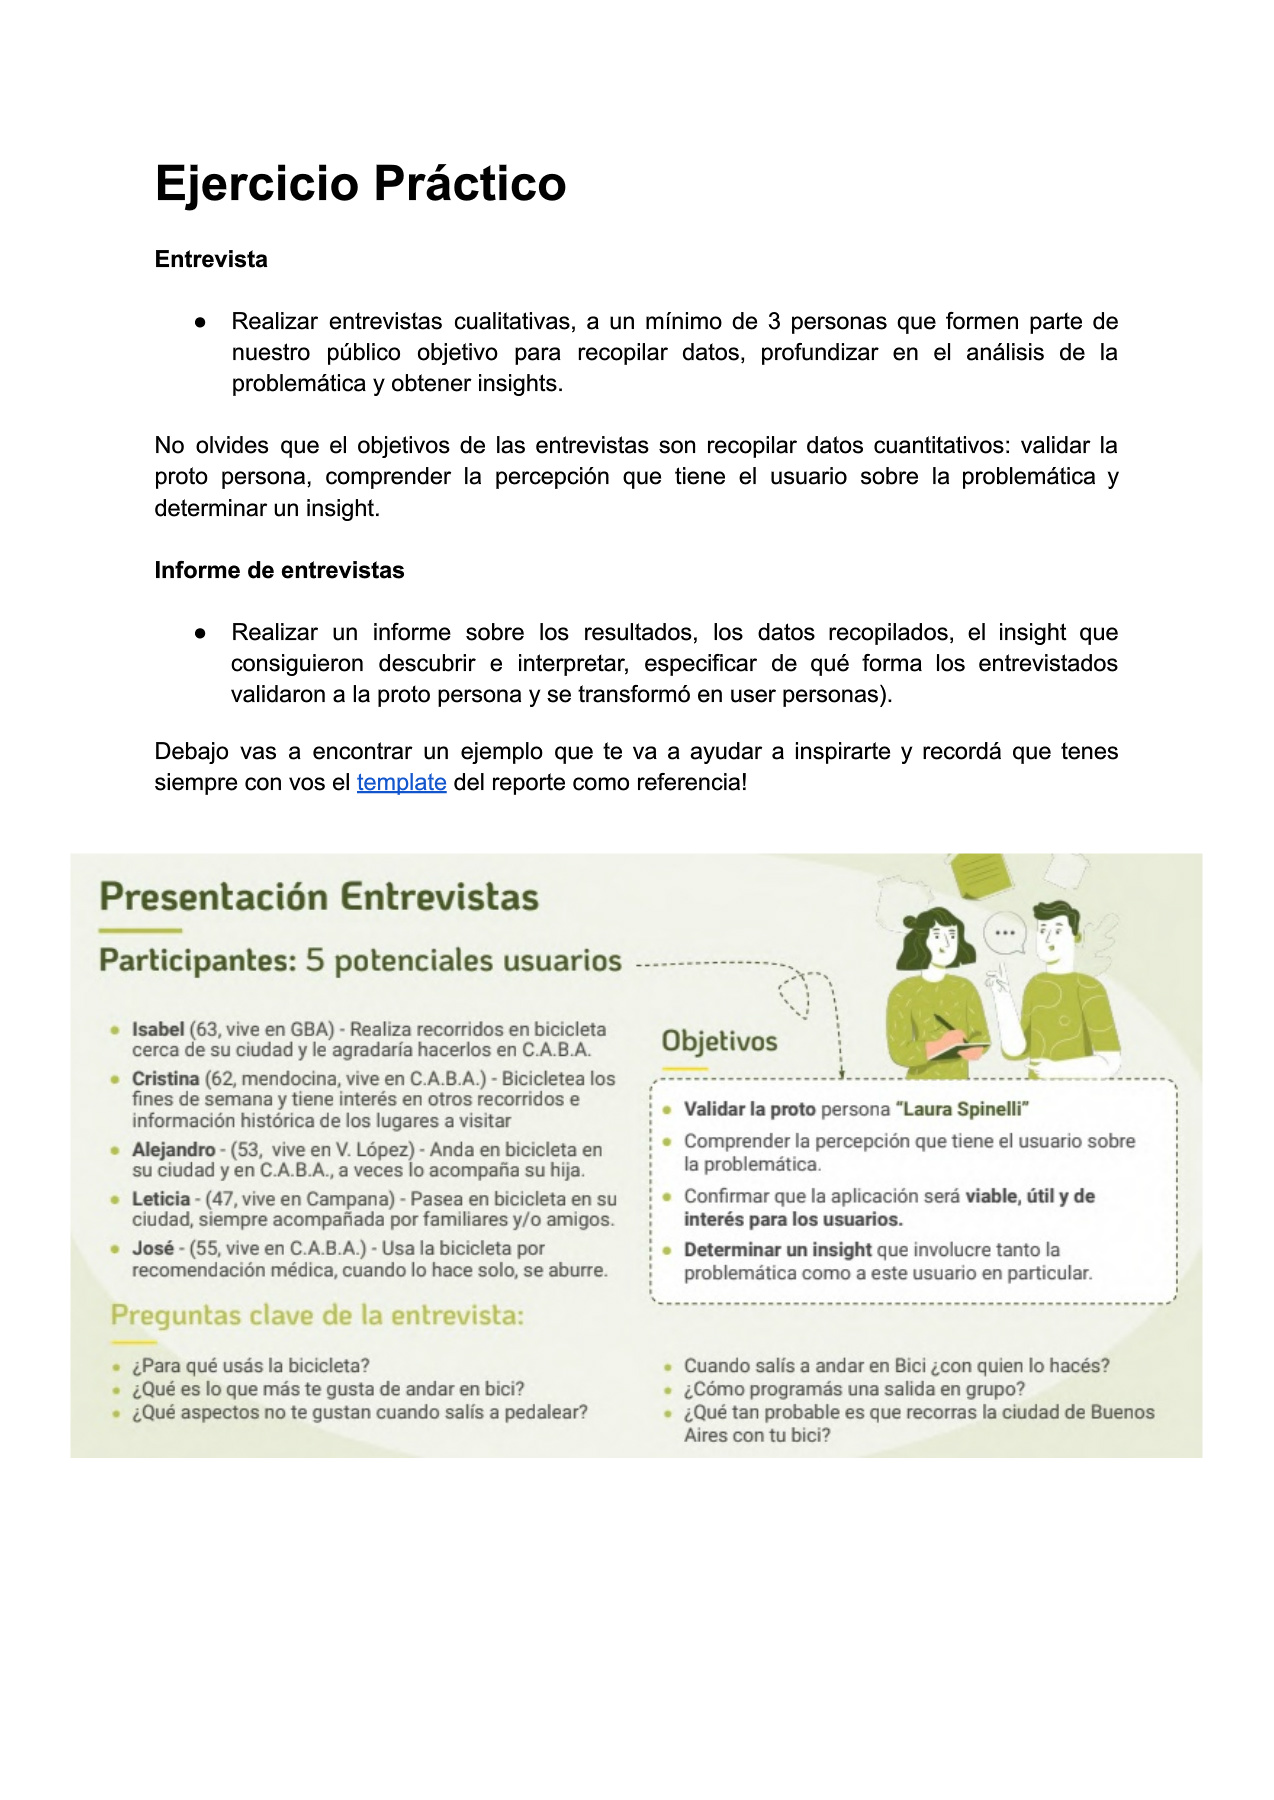 Ejercicio Práctico
Entrevista
● Realizar entrevistas cualitativas, a un mínimo de 3 personas que formen parte de
nuestro público objetivo para recopilar datos, profundizar en el análisis de la
problemática y obtener insights.
No olvides que el objetivos de las entrevistas son recopilar datos cuantitativos: validar la
proto persona, comprender la percepción que tiene el usuario sobre la problemática y
determinar un insight.
Informe de entrevistas
● Realizar un informe sobre los resultados, los datos recopilados, el insight que
consiguieron descubrir e interpretar, especificar de qué forma los entrevistados
validaron a la proto persona y se transformó en user personas).
Debajo vas a encontrar un ejemplo que te va a ayudar a inspirarte y recordá que tenes
siempre con vos el template del reporte como referencia!
Presentación Entrevistas
Participantes: 5 potenciales usuarios
● Isabel (63, vive en GBA) - Realiza recorridos en bicicleta
cerca de su ciudad y le agradaría hacerlos en C.A.B.A.
● Cristina (62, mendocina, vive en C.A.B.A.) - Bicicletea los
fines de semana y tiene interés en otros recorridos e
información histórica de los lugares a visitar
● Alejandro - (53, vive en V. López) - Anda en bicicleta en
su ciudad y en C.A.B.A., a veces lo acompaña su hija.
● Leticia - (47, vive en Campana) - Pasea en bicicleta en su
ciudad, siempre acompañada por familiares y/o amigos.
● José - (55, vive en C.A.B.A.) - Usa la bicicleta por
recomendación médica, cuando lo hace solo, se aburre.
Objetivos
● Validar la proto persona “Laura Spinelli”
● Comprender la percepción que tiene el usuario sobre
la problemática.
● Confirmar que la aplicación será viable, útil y de
interés para los usuarios.
● Determinar un insight que involucre tanto la
problemática como a este usuario en particular.
Preguntas clave de la entrevista:
● ¿Para qué usás la bicicleta?
● ¿Qué es lo que más te gusta de andar en bici?
● ¿Qué aspectos no te gustan cuando salís a pedalear?
● Cuando salís a andar en Bici ¿con quien lo hacés?
● ¿Cómo programás una salida en grupo?
● ¿Qué tan probable es que recorras la ciudad de Buenos
Aires con tu bici?